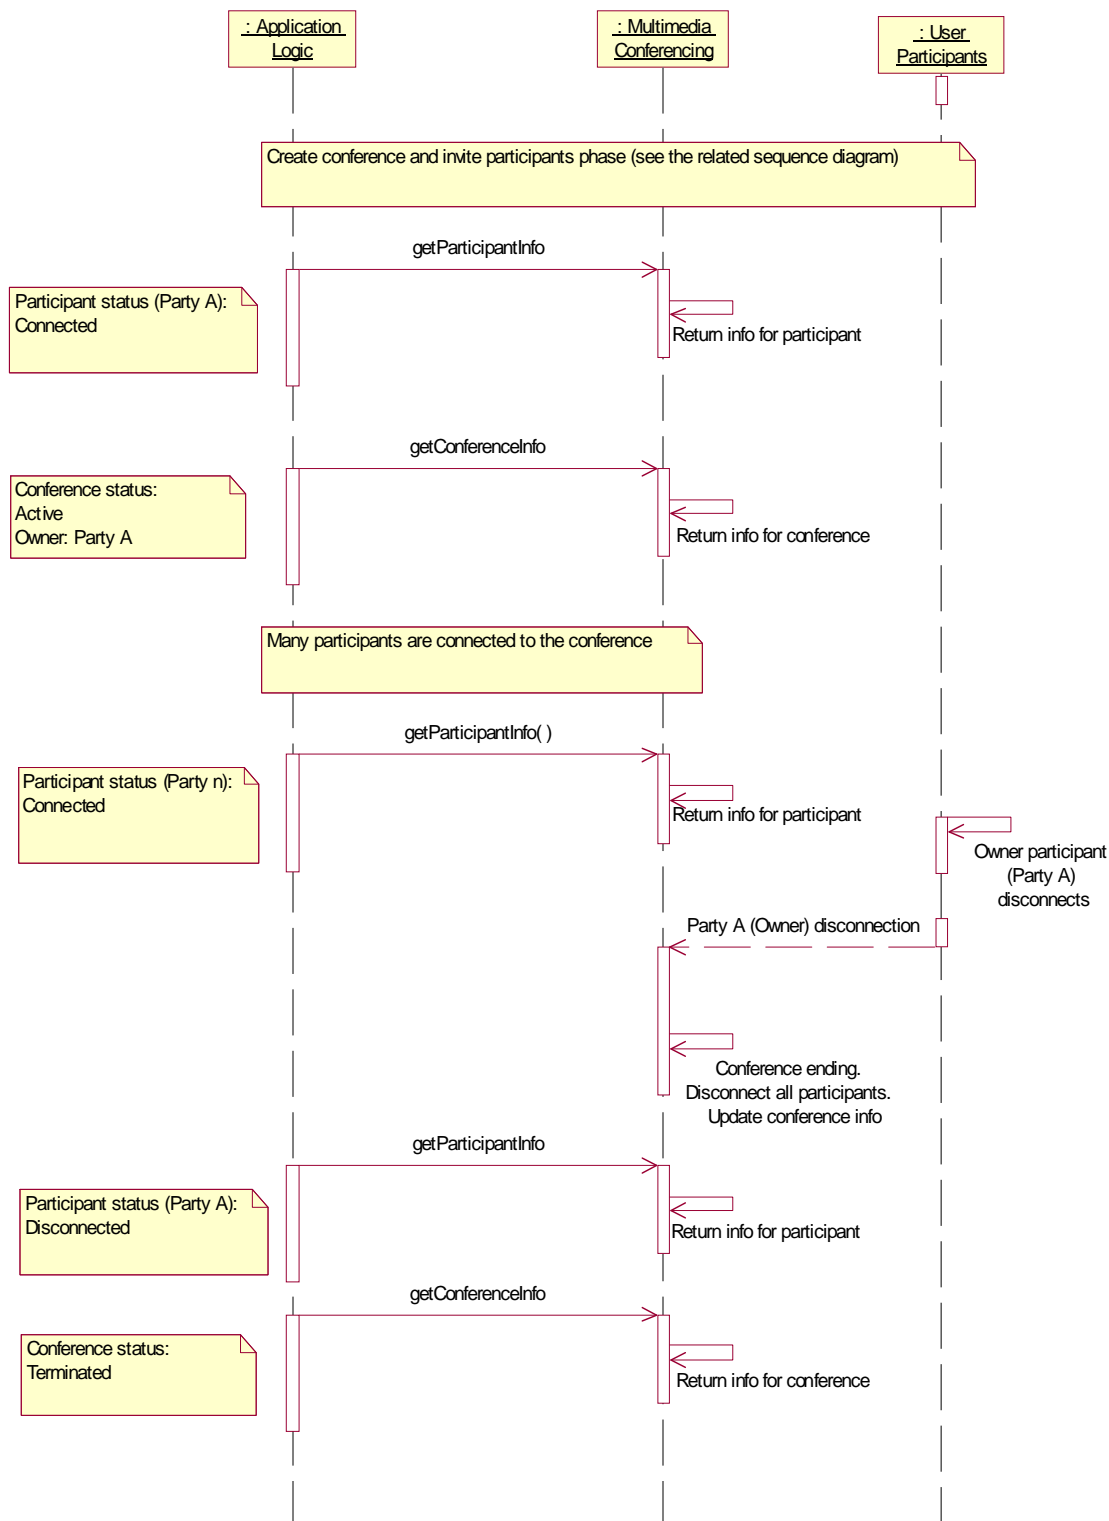 : Application
Logic
: Multimedia
Conferencing
: User
Participants
Create conference and invite participants phase (see the related sequence diagram)
getParticipantInfo
Participant status (Party A):
Connected
Return info for participant
getConferenceInfo
Conference status:
Active
Owner: Party A
Return info for conference
Many participants are connected to the conference
getParticipantInfo( )
Participant status (Party n):
Connected
Return info for participant
Owner participant
(Party A)
disconnects
Party A (Owner) disconnection
Conference ending.
Disconnect all participants.
Update conference info
getParticipantInfo
Participant status (Party A):
Disconnected
Return info for participant
getConferenceInfo
Conference status:
Terminated
Return info for conference